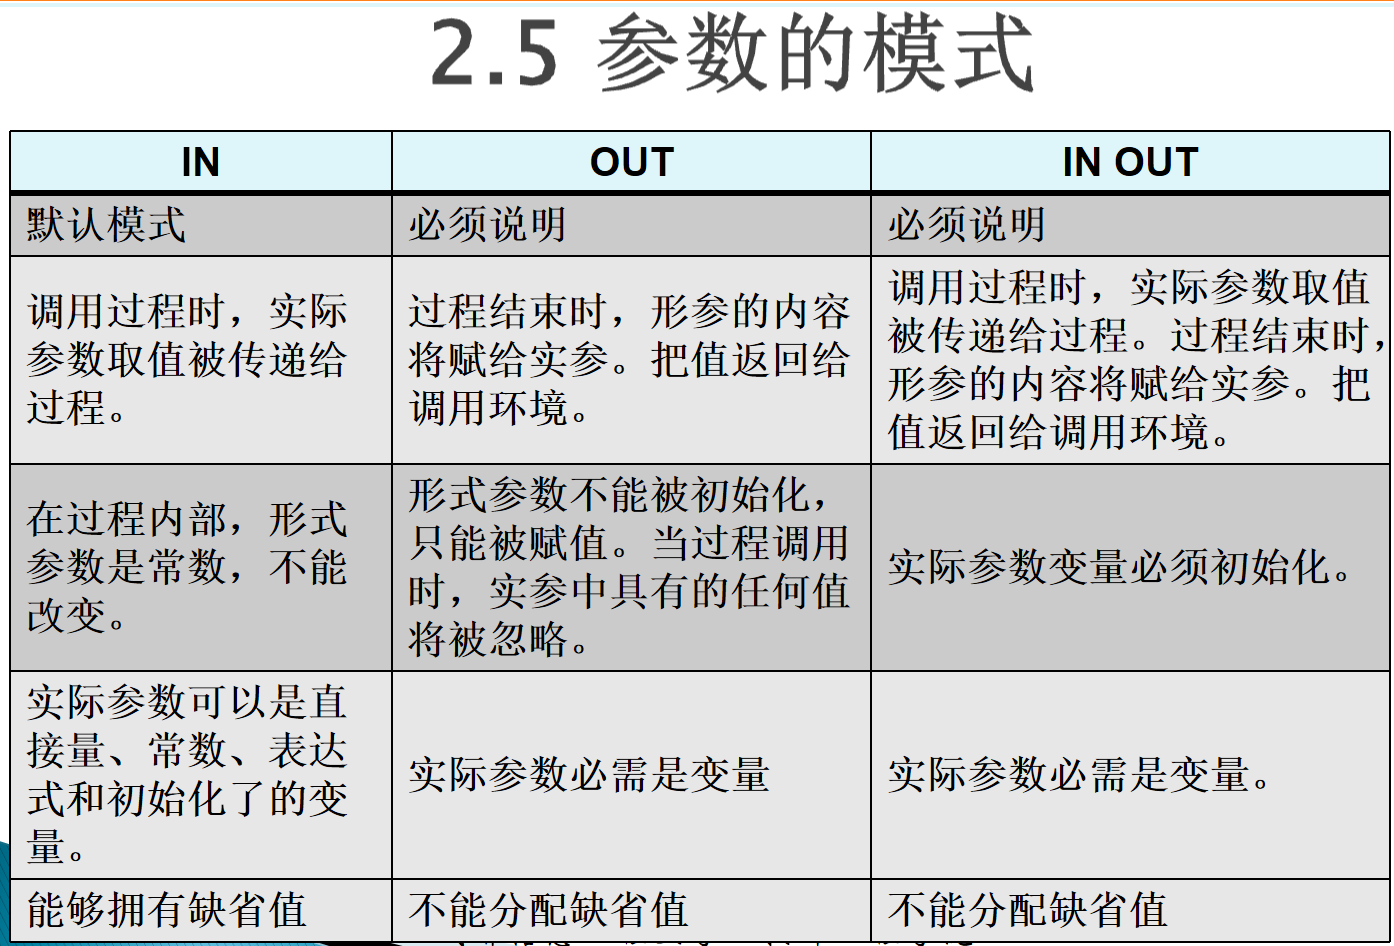 2.5 参数的模式
IN
OUT
IN OUT
默认模式
必须说明
必须说明
调用过程时，实际
参数取值被传递给
过程。
过程结束时，形参的内容
将赋给实参。把值返回给
调用环境。
调用过程时，实际参数取值
被传递给过程。过程结束时，
形参的内容将赋给实参。把
值返回给调用环境。
在过程内部，形式
参数是常数，不能
改变。
形式参数不能被初始化，
只能被赋值。当过程调用
时，实参中具有的任何值
将被忽略。
实际参数变量必须初始化。
实际参数可以是直
接量、常数、表达
式和初始化了的变
量。
实际参数必需是变量
实际参数必需是变量。
能够拥有缺省值
不能分配缺省值
不能分配缺省值